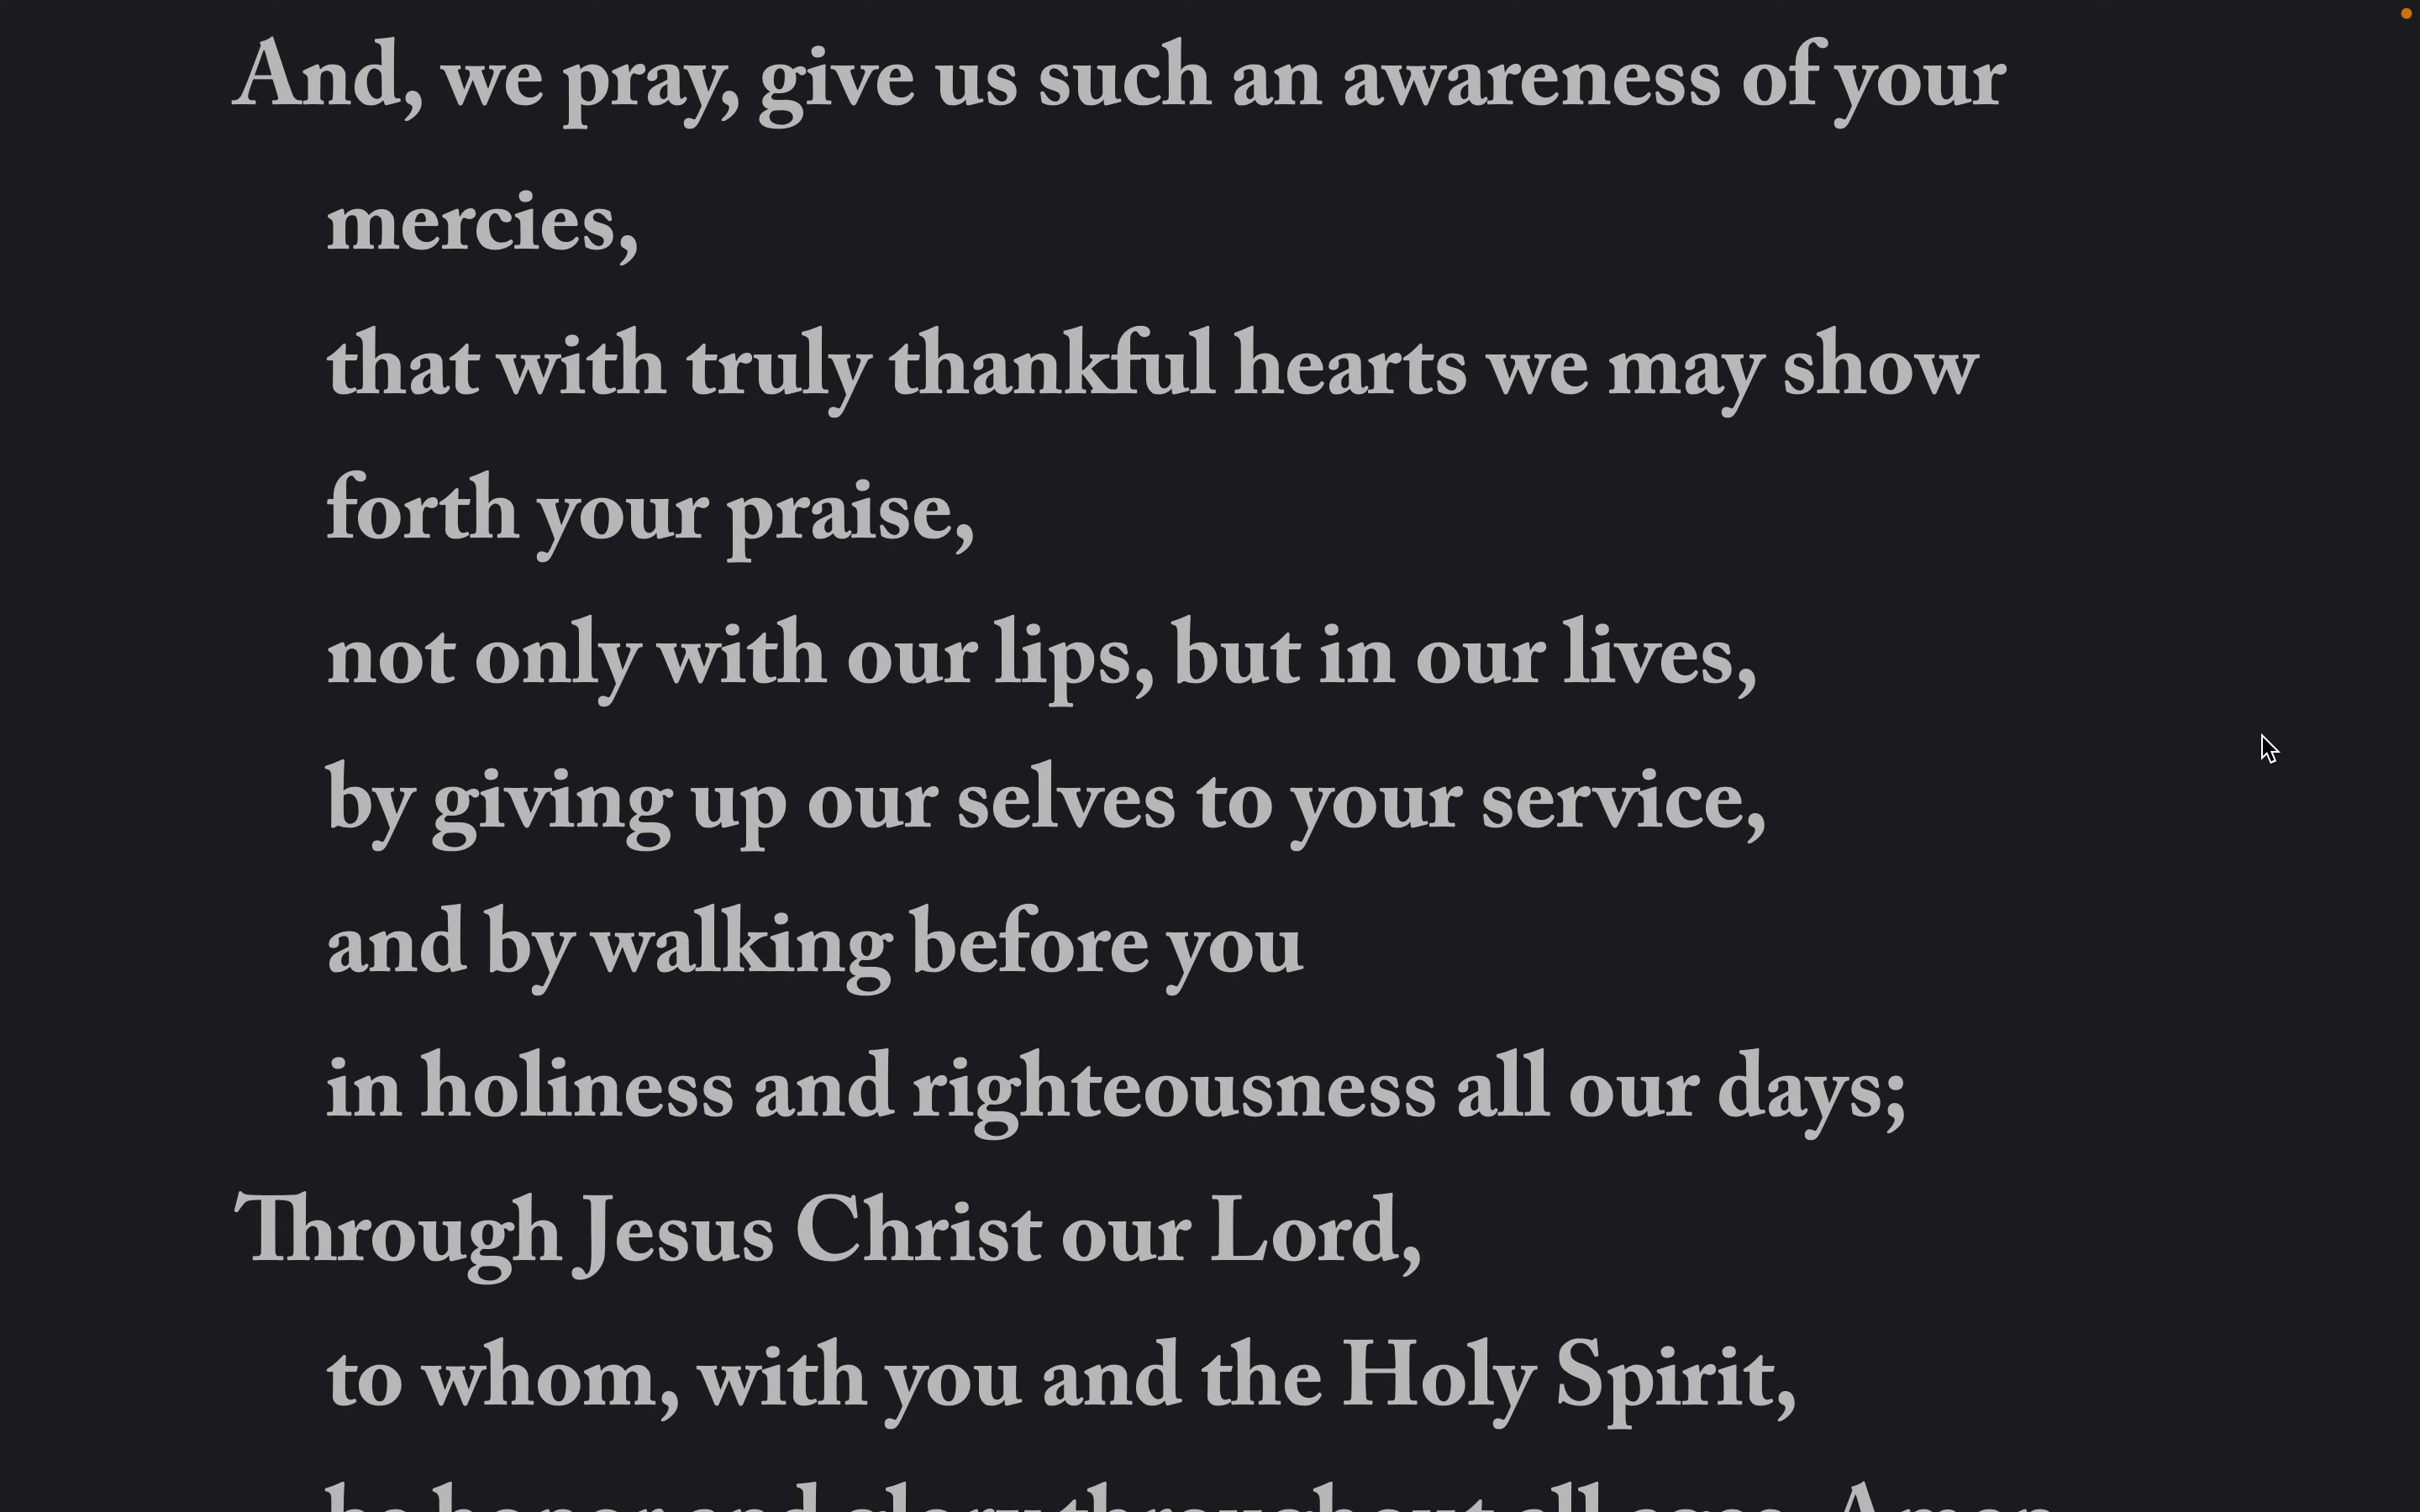 And, we pray, give us such an awareness of your
mercies,
that with truly thankful hearts we may show
forth your praise,
not only with our lips, but in our lives,
by giving up our selves to your service,
and by walking before you
in holiness and righteousness all our days;
Through Jesus Christ our Lord,
to whom, with you and the Holy Spirit,